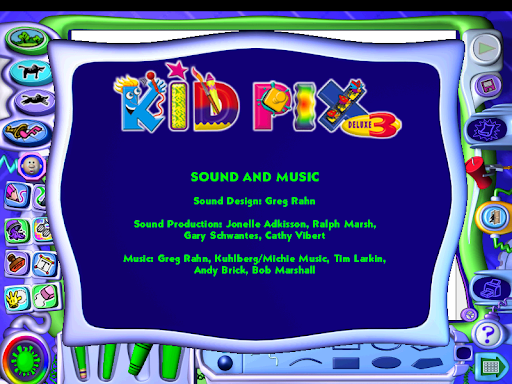 KID PIX
DELUXE 3
SOUND AND MUSIC
Sound Design: Greg Rahn
Sound Production: Jonelle Adkisson, Ralph Marsh,
Gary Schwantes, Cathy Vibert
Music: Greg Rahn, Kuhlberg/Michie Music, Tim Larkin,
Andy Brick, Bob Marshall
?